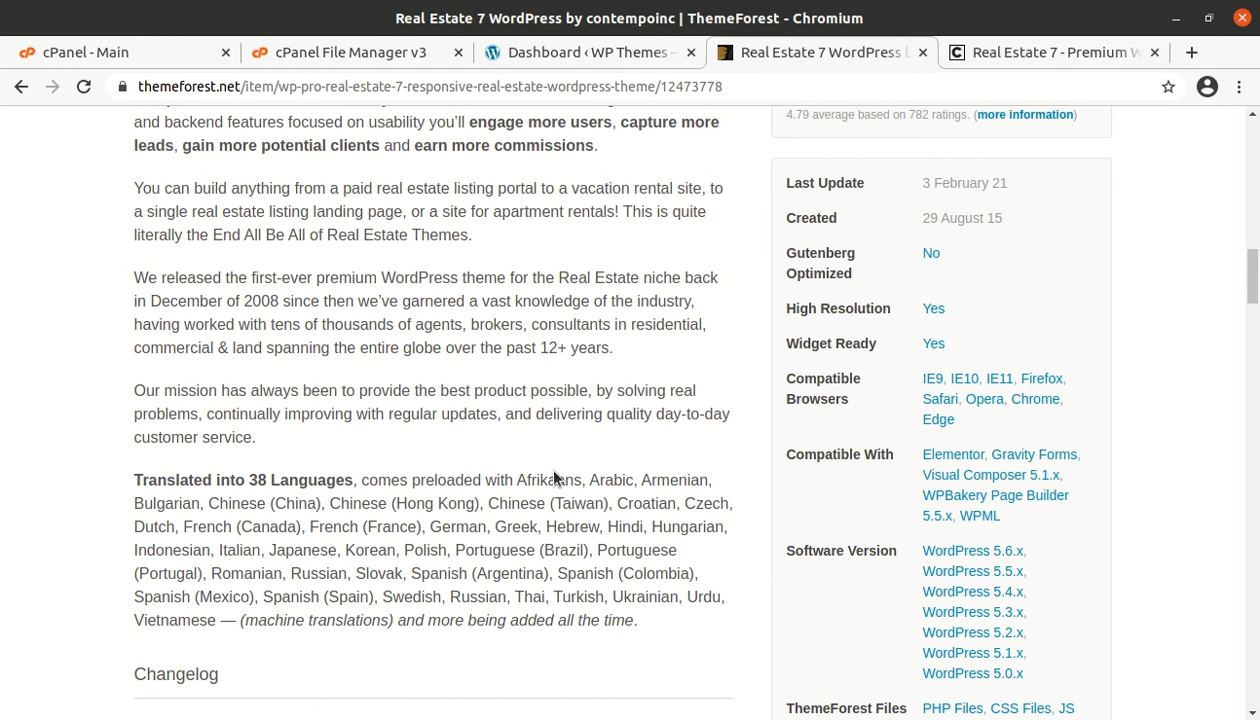 Real Estate 7 WordPress by contempoinc | ThemeForest - Chromium
cPanel - Main
cPanel File Manager v3
Dashboard ‹ WP Themes –
Real Estate 7 WordPress
Real Estate 7 - Premium W
themeforest.net/item/wp-pro-real-estate-7-responsive-real-estate-wordpress-theme/12473778
and backend features focused on usability you'll engage more users, capture more
leads, gain more potential clients and earn more commissions.
You can build anything from a paid real estate listing portal to a vacation rental site, to
a single real estate listing landing page, or a site for apartment rentals! This is quite
literally the End All Be All of Real Estate Themes.
We released the first-ever premium WordPress theme for the Real Estate niche back
in December of 2008 since then we've garnered a vast knowledge of the industry,
having worked with tens of thousands of agents, brokers, consultants in residential,
commercial & land spanning the entire globe over the past 12+ years.
Our mission has always been to provide the best product possible, by solving real
problems, continually improving with regular updates, and delivering quality day-to-day
customer service.
Translated into 38 Languages, comes preloaded with Afrikaans, Arabic, Armenian,
Bulgarian, Chinese (China), Chinese (Hong Kong), Chinese (Taiwan), Croatian, Czech,
Dutch, French (Canada), French (France), German, Greek, Hebrew, Hindi, Hungarian,
Indonesian, Italian, Japanese, Korean, Polish, Portuguese (Brazil), Portuguese
(Portugal), Romanian, Russian, Slovak, Spanish (Argentina), Spanish (Colombia),
Spanish (Mexico), Spanish (Spain), Swedish, Russian, Thai, Turkish, Ukrainian, Urdu,
Vietnamese — (machine translations) and more being added all the time.
Changelog
4.79 average based on 782 ratings. (more information)
Last Update 3 February 21
Created 29 August 15
Gutenberg No
Optimized
High Resolution Yes
Widget Ready Yes
Compatible IE9, IE10, IE11, Firefox,
Browsers Safari, Opera, Chrome,
Edge
Compatible With Elementor, Gravity Forms,
Visual Composer 5.1.x,
WPBakery Page Builder
5.5.x, WPML
Software Version WordPress 5.6.x,
WordPress 5.5.x,
WordPress 5.4.x,
WordPress 5.3.x,
WordPress 5.2.x,
WordPress 5.1.x,
WordPress 5.0.x
ThemeForest Files PHP Files, CSS Files, JS